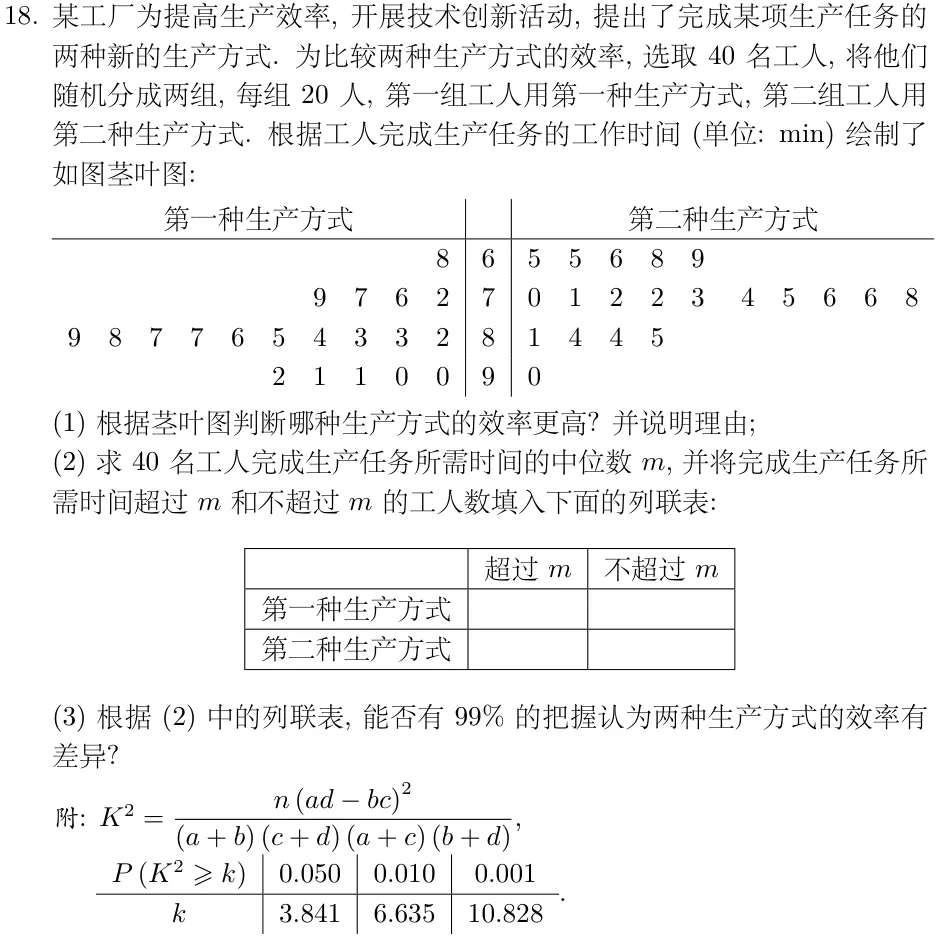 18. 某工厂为提高生产效率, 开展技术创新活动, 提出了完成某项生产任务的
两种新的生产方式. 为比较两种生产方式的效率, 选取 40 名工人, 将他们
随机分成两组, 每组 20 人, 第一组工人用第一种生产方式, 第二组工人用
第二种生产方式. 根据工人完成生产任务的工作时间 (单位: min) 绘制了
如图茎叶图:
第一种生产方式 第二种生产方式
8 6 5 5 6 8 9
9 7 6 2 7 0 1 2 2 3 4 5 6 6 8
9 8 7 7 6 5 4 3 3 2 8 1 4 4 5
2 1 1 0 0 9 0
(1) 根据茎叶图判断哪种生产方式的效率更高? 并说明理由;
(2) 求 40 名工人完成生产任务所需时间的中位数 m, 并将完成生产任务所
需时间超过 m 和不超过 m 的工人数填入下面的列联表:
超过 m 不超过 m
第一种生产方式
第二种生产方式
(3) 根据 (2) 中的列联表, 能否有 99% 的把握认为两种生产方式的效率有
差异?
附: K² = n (ad − bc)² / (a + b) (c + d) (a + c) (b + d) ,
P (K² ⩾ k) 0.050 0.010 0.001
k 3.841 6.635 10.828 .